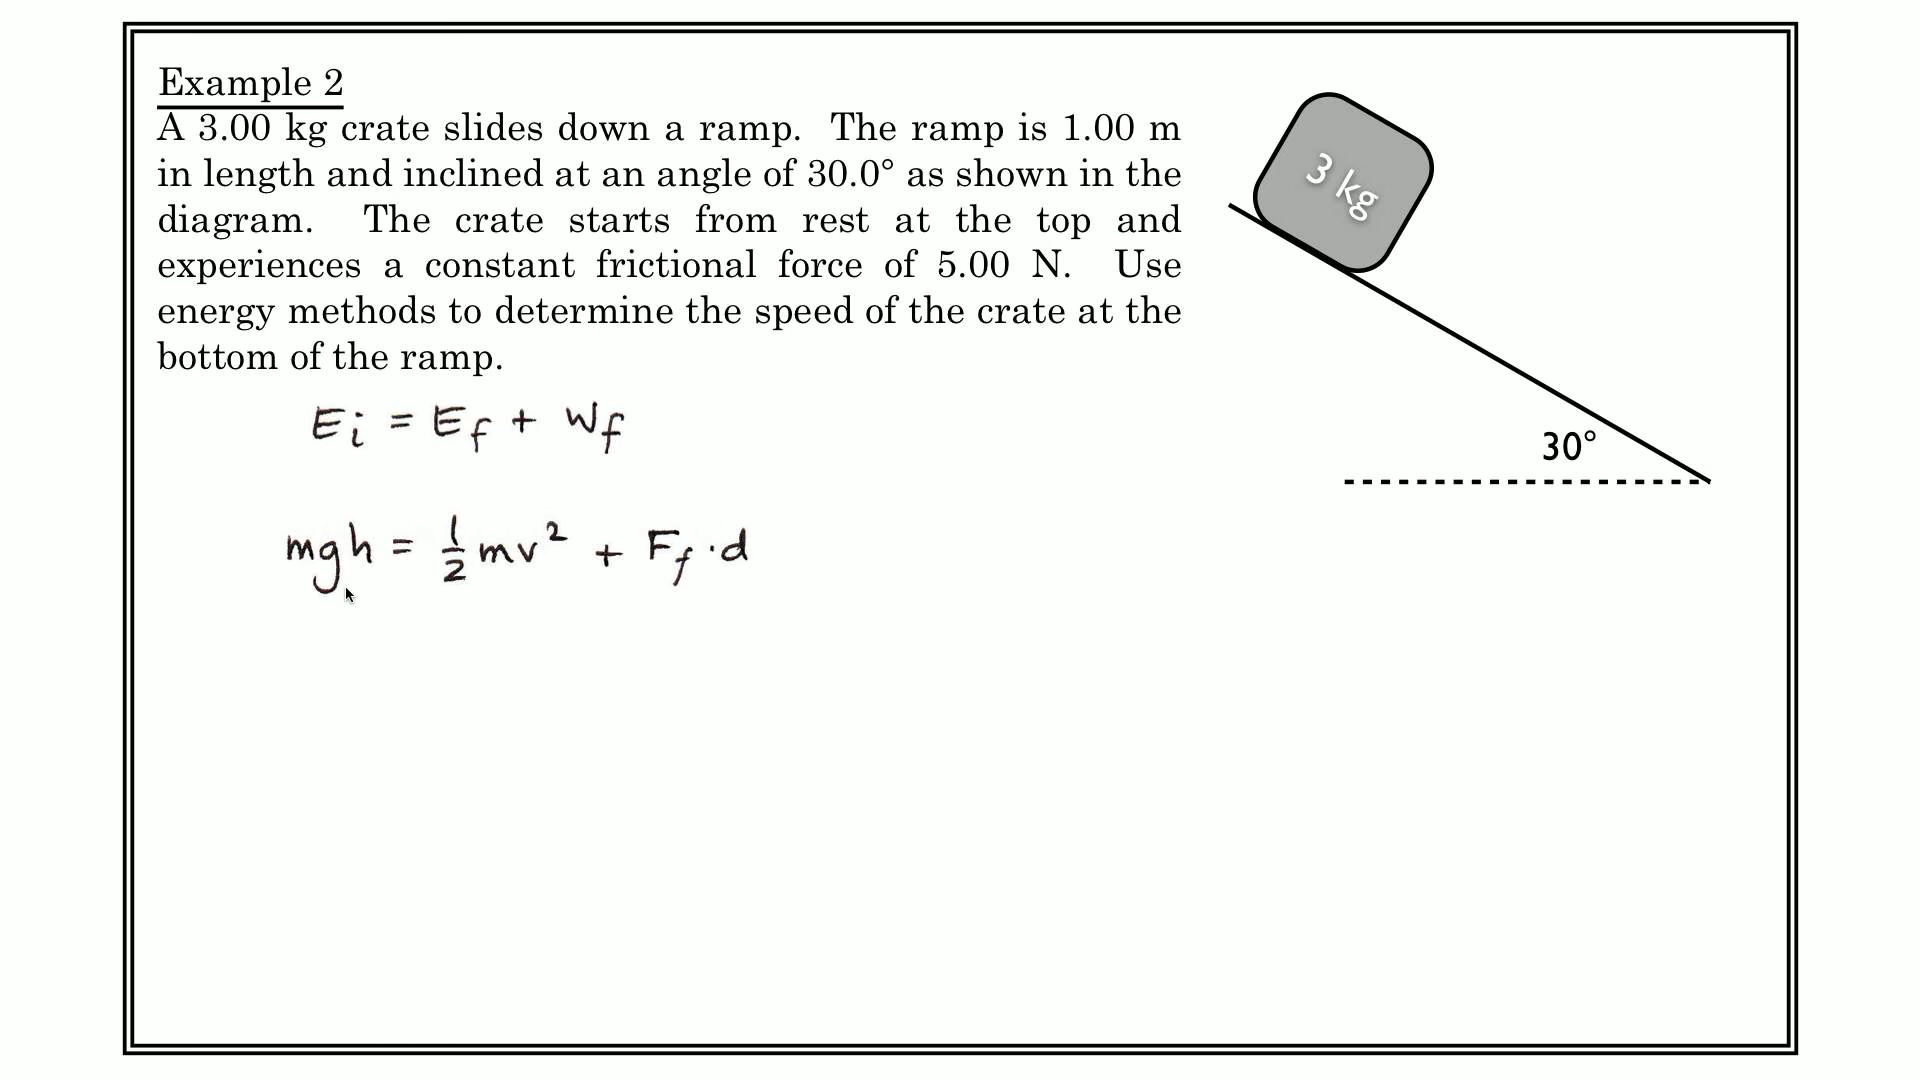 Example 2
A 3.00 kg crate slides down a ramp. The ramp is 1.00 m
in length and inclined at an angle of 30.0° as shown in the
diagram. The crate starts from rest at the top and
experiences a constant frictional force of 5.00 N. Use
energy methods to determine the speed of the crate at the
bottom of the ramp.
3 kg
30°
Ei = Ef + Wf
mgh = 1/2 mv² + Ff · d